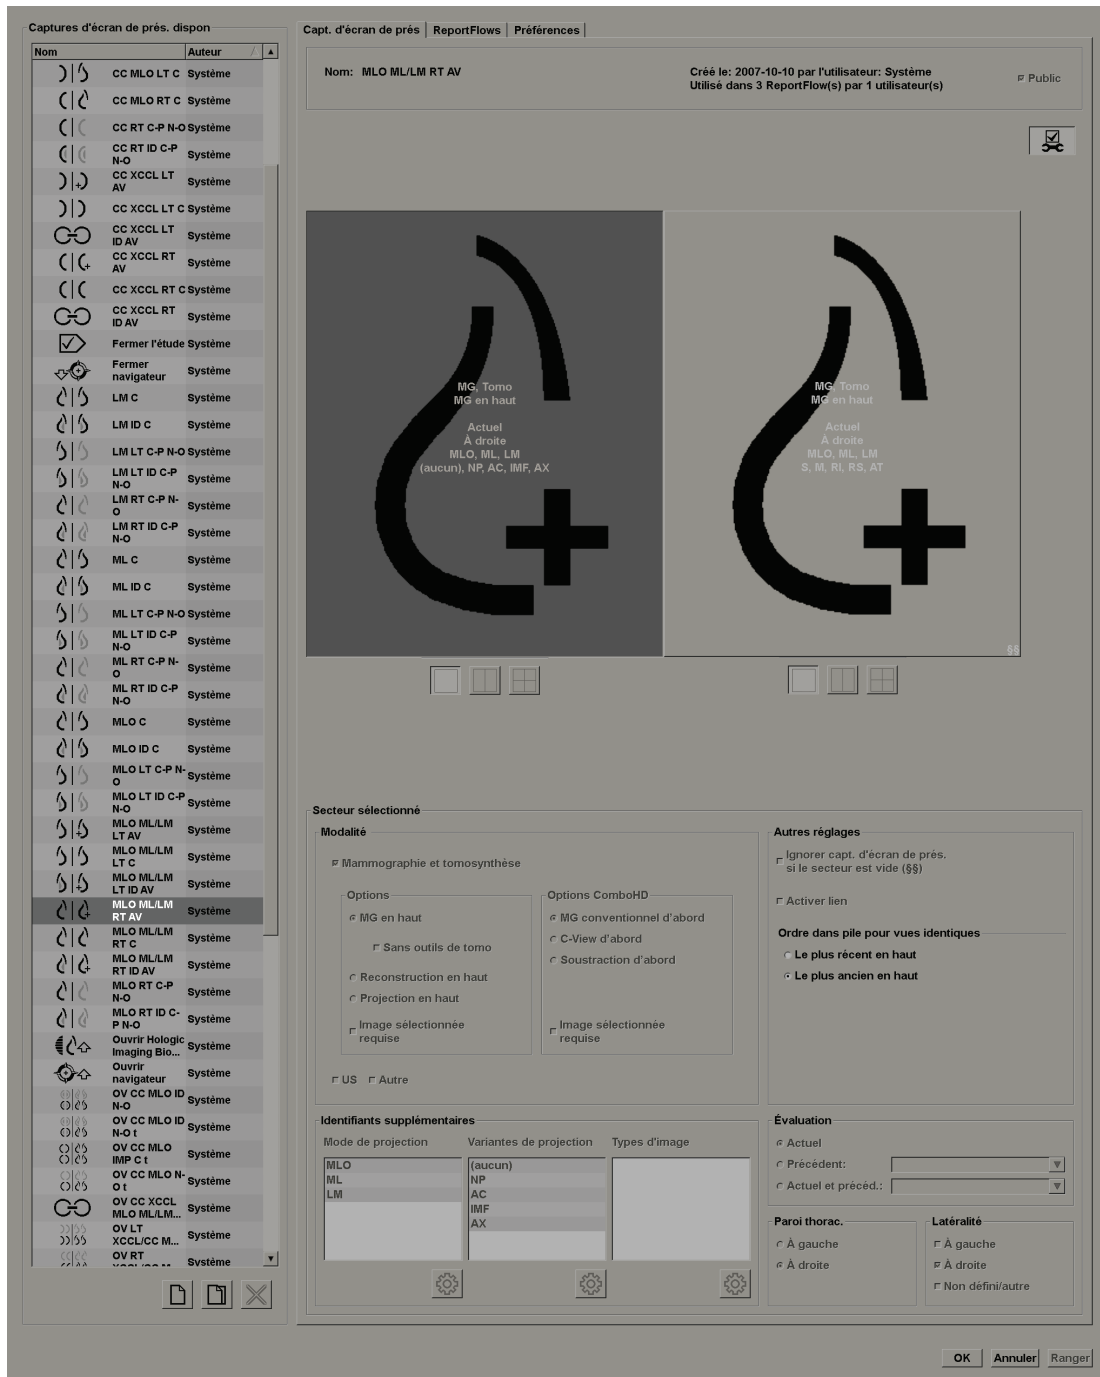 Captures d'écran de prés. dispon
Nom Auteur
CC MLO LT C Système
CC MLO RT C Système
CC RT C-P N-O Système
CC RT ID C-P
N-O Système
CC XCCL LT
AV Système
CC XCCL LT C Système
CC XCCL LT
ID AV Système
CC XCCL RT
AV Système
CC XCCL RT C Système
CC XCCL RT
ID AV Système
Fermer l'étude Système
Fermer
navigateur Système
LM C Système
LM ID C Système
LM LT C-P N-O Système
LM LT ID C-P
N-O Système
LM RT C-P N-
O Système
LM RT ID C-P
N-O Système
ML C Système
ML ID C Système
ML LT C-P N-O Système
ML LT ID C-P
N-O Système
ML RT C-P N-
O Système
ML RT ID C-P
N-O Système
MLO C Système
MLO ID C Système
MLO LT C-P N-
O Système
MLO LT ID C-P
N-O Système
MLO ML/LM
LT AV Système
MLO ML/LM
LT C Système
MLO ML/LM
LT ID AV Système
MLO ML/LM
RT AV Système
MLO ML/LM
RT C Système
MLO ML/LM
RT ID AV Système
MLO RT C-P
N-O Système
MLO RT ID C-
P N-O Système
Ouvrir Hologic
Imaging Bio... Système
Ouvrir
navigateur Système
OV CC MLO ID
N-O Système
OV CC MLO ID
N-O t Système
OV CC MLO
IMP C t Système
OV CC MLO N-
O t Système
OV CC XCCL
MLO ML/LM... Système
OV LT
XCCL/CC M... Système
OV RT
Système
Capt. d'écran de prés ReportFlows Préférences
Nom: MLO ML/LM RT AV
Créé le: 2007-10-10 par l'utilisateur: Système
Utilisé dans 3 ReportFlow(s) par 1 utilisateur(s)
Public
MG, Tomo
MG en haut
Actuel
À droite
MLO, ML, LM
(aucun), NP, AC, IMF, AX
MG, Tomo
MG en haut
Actuel
À droite
MLO, ML, LM
S, M, RI, RS, AT
§§
Secteur sélectionné
Modalité
Mammographie et tomosynthèse
Options
MG en haut
Sans outils de tomo
Reconstruction en haut
Projection en haut
Image sélectionnée
requise
Options ComboHD
MG conventionnel d'abord
C-View d'abord
Soustraction d'abord
Image sélectionnée
requise
US Autre
Autres réglages
Ignorer capt. d'écran de prés.
si le secteur est vide (§§)
Activer lien
Ordre dans pile pour vues identiques
Le plus récent en haut
Le plus ancien en haut
Identifiants supplémentaires
Mode de projection Variantes de projection Types d'image
MLO
ML
LM
(aucun)
NP
AC
IMF
AX
Évaluation
Actuel
Précédent:
Actuel et précéd.:
Paroi thorac.
À gauche
À droite
Latéralité
À gauche
À droite
Non défini/autre
OK Annuler Ranger